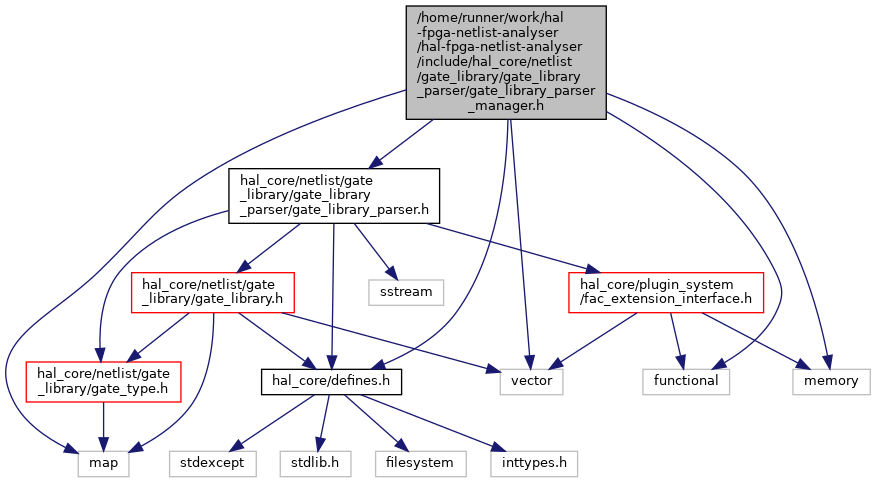 /home/runner/work/hal
-fpga-netlist-analyser
/hal-fpga-netlist-analyser
/include/hal_core/netlist
/gate_library/gate_library
_parser/gate_library_parser
_manager.h
hal_core/netlist/gate
_library/gate_library
_parser/gate_library_parser.h
hal_core/netlist/gate
_library/gate_library.h
sstream
hal_core/plugin_system
/fac_extension_interface.h
hal_core/netlist/gate
_library/gate_type.h
hal_core/defines.h
vector
functional
memory
map
stdexcept
stdlib.h
filesystem
inttypes.h